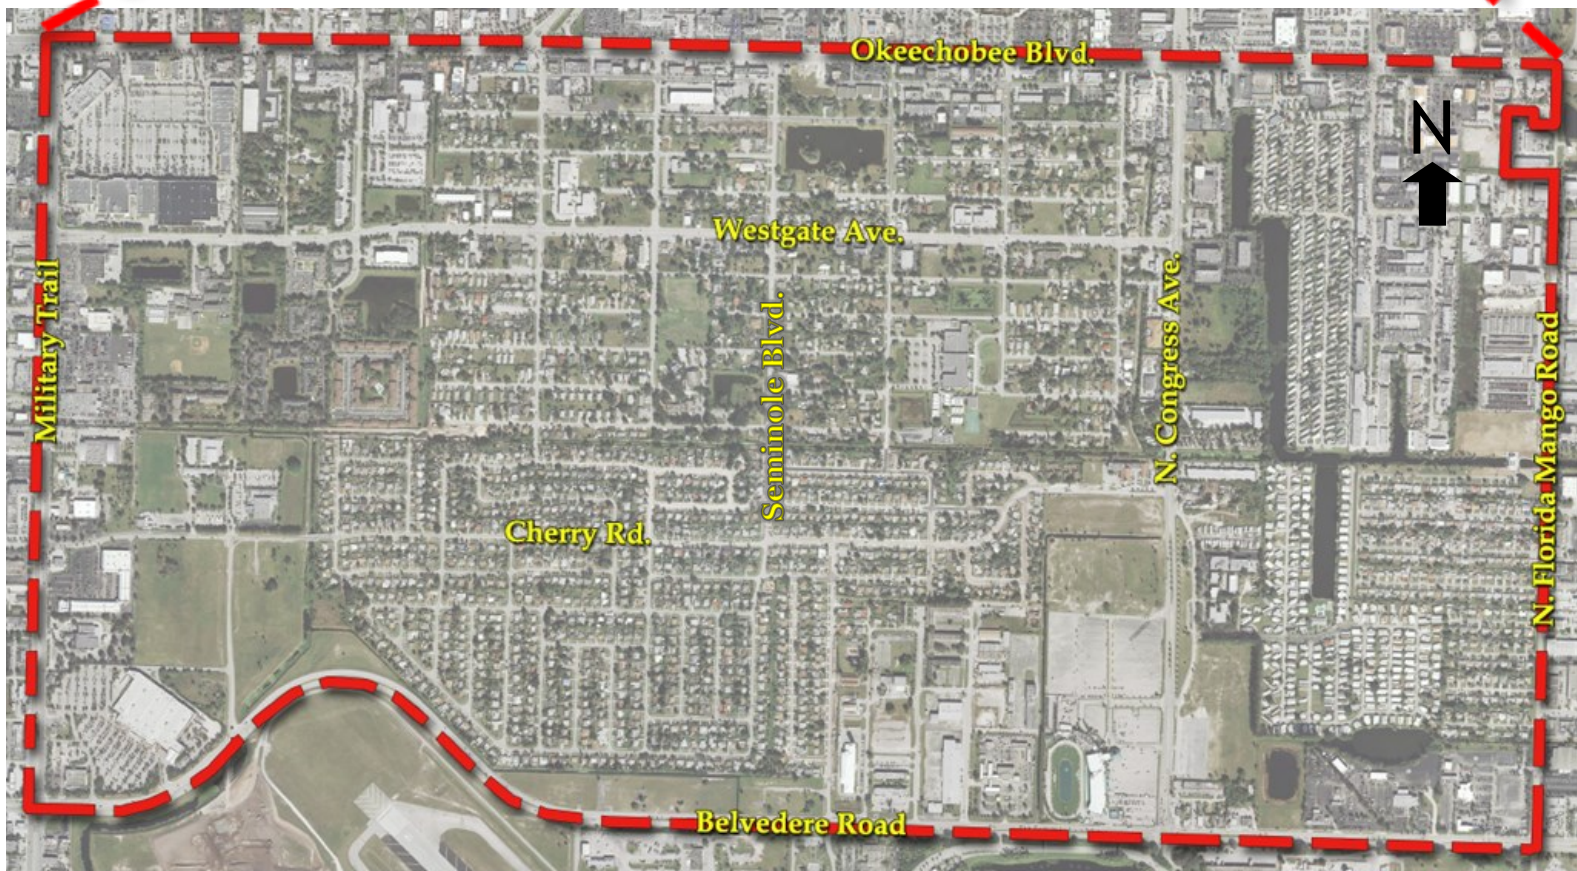 Okeechobee Blvd.
N
Westgate Ave.
Military Trail
Seminole Blvd.
N. Congress Ave.
N. Florida Mango Road
Cherry Rd.
Belvedere Road